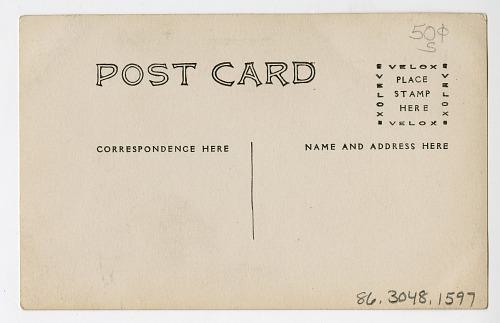 50¢
S
POST CARD
VELOX
VELOX
PLACE
STAMP
HERE
VELOX
VELOX
CORRESPONDENCE HERE
NAME AND ADDRESS HERE
86.3048.1597